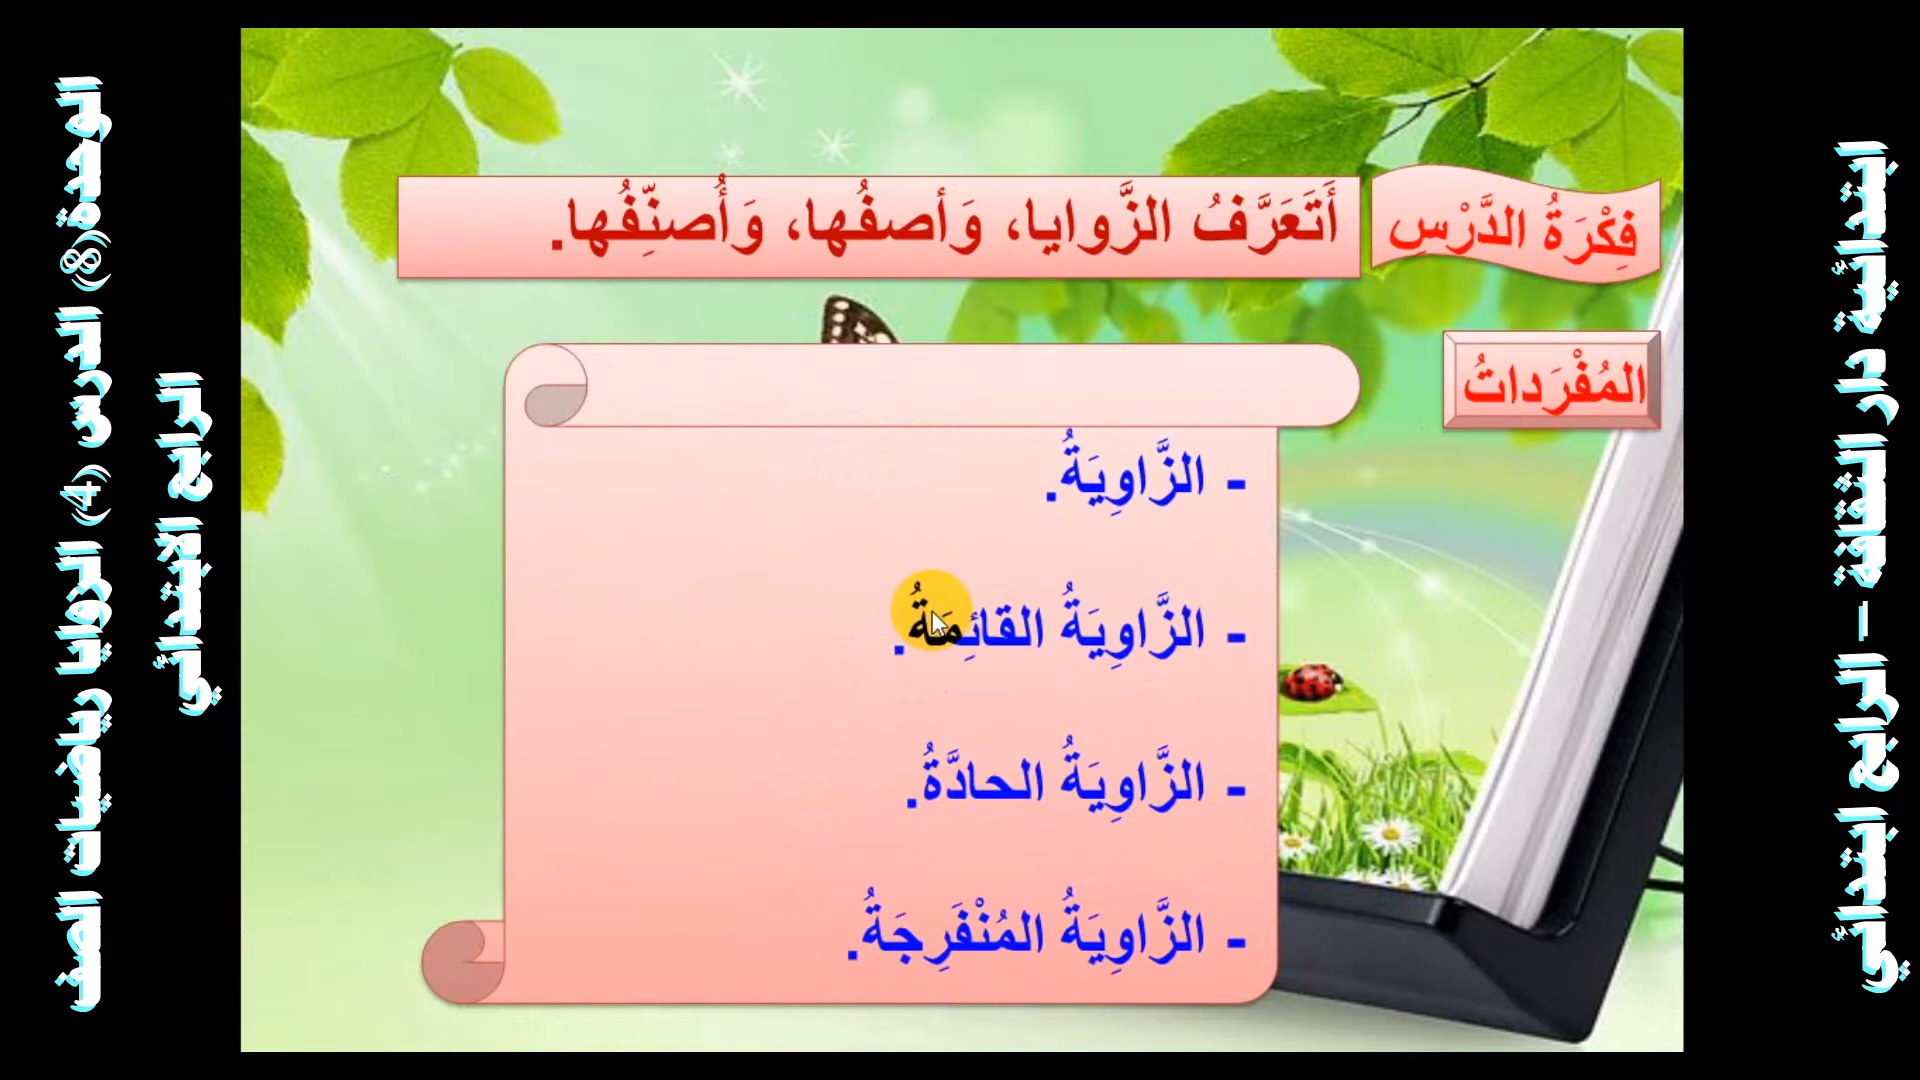 فِكْرَةُ الدَّرْسِ
أَتَعَرَّفُ الزَّوايا، وَأصفُها، وَأُصنِّفُها.
المُفْرَداتُ
- الزَّاوِيَةُ.
- الزَّاوِيَةُ القائِمَةُ.
- الزَّاوِيَةُ الحادَّةُ.
- الزَّاوِيَةُ المُنْفَرِجَةُ.
الوحدة(8) الدرس (4) الزوايا رياضيات الصف
الرابع الابتدائي
ابتدائية دار الثقافة – الرابع ابتدائي